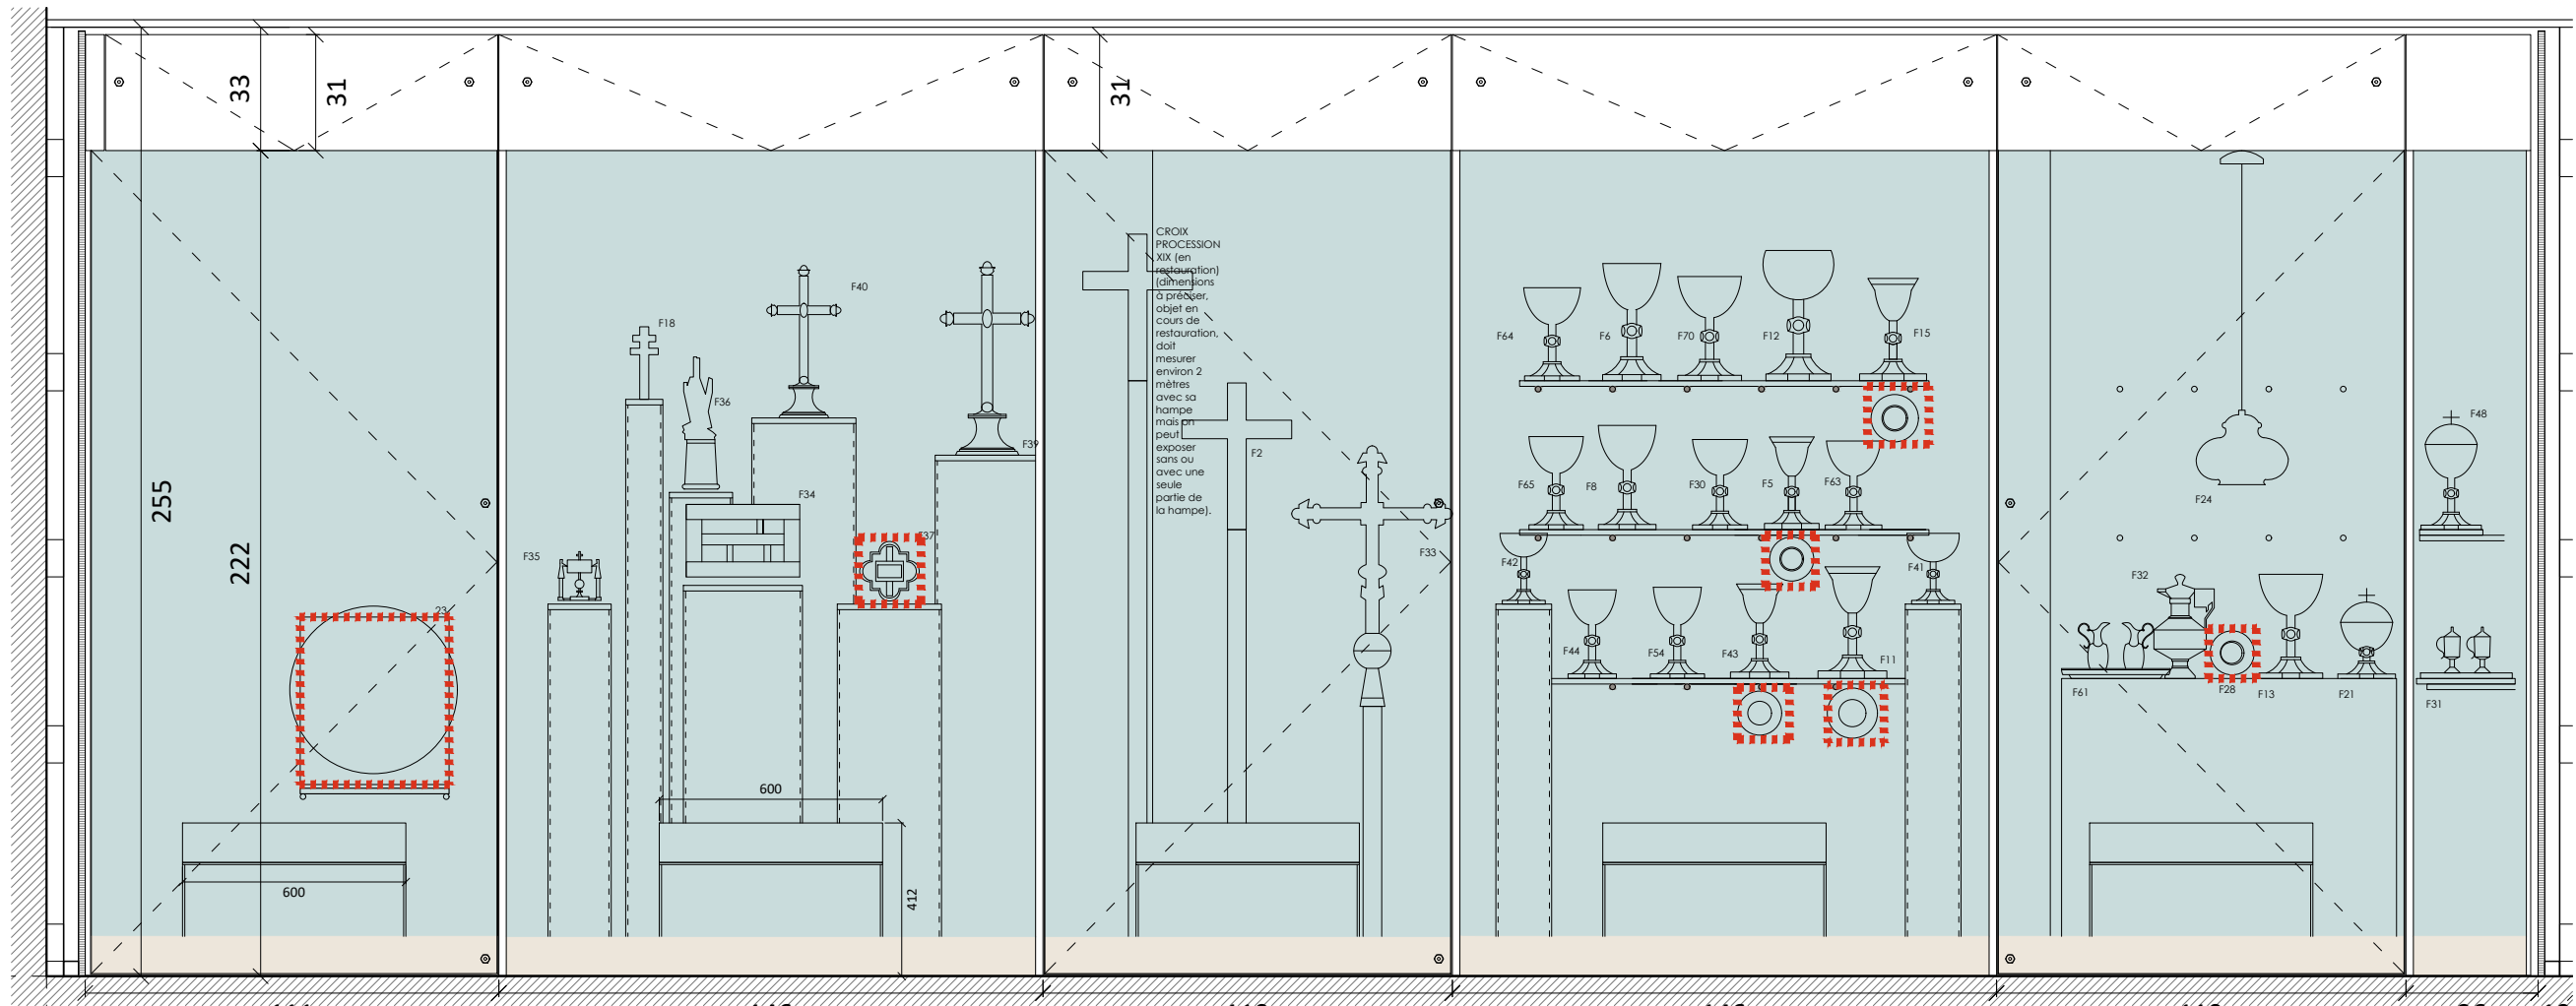 33
31
31
255
222
CROIX
PROCESSION
XIX (en
restauration)
(dimensions
à préciser,
objet en
cours de
restauration,
doit
mesurer
environ 2
mètres
avec sa
hampe
mais on
peut
exposer
sans ou
avec une
seule
partie de
la hampe).
F40
F18
F36
F39
F34
F37
F35
23
600
600
412
F2
F33
F64
F6
F70
F12
F15
F65
F8
F30
F5
F63
F42
F41
F44
F54
F43
F11
F24
F48
F32
F61
F28
F13
F21
F31